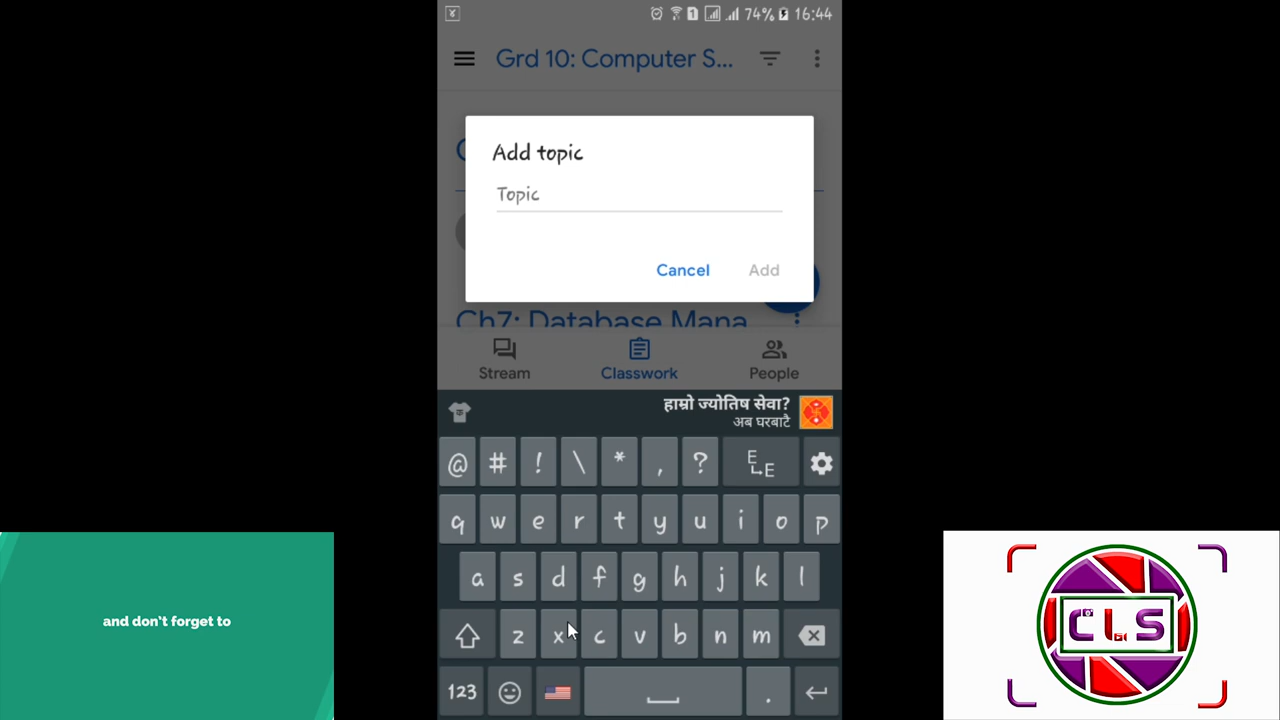 74% 16:44
Grd 10: Computer S...
Add topic
Topic
Cancel Add
Ch7: Database Mana
Stream Classwork People
हाम्रो ज्योतिष सेवा?
अब घरबाटै
@ # ! \ * , ? E E
q w e r t y u i o p
a s d f g h j k l
z x c v b n m
123 .
and don't forget to
CLS